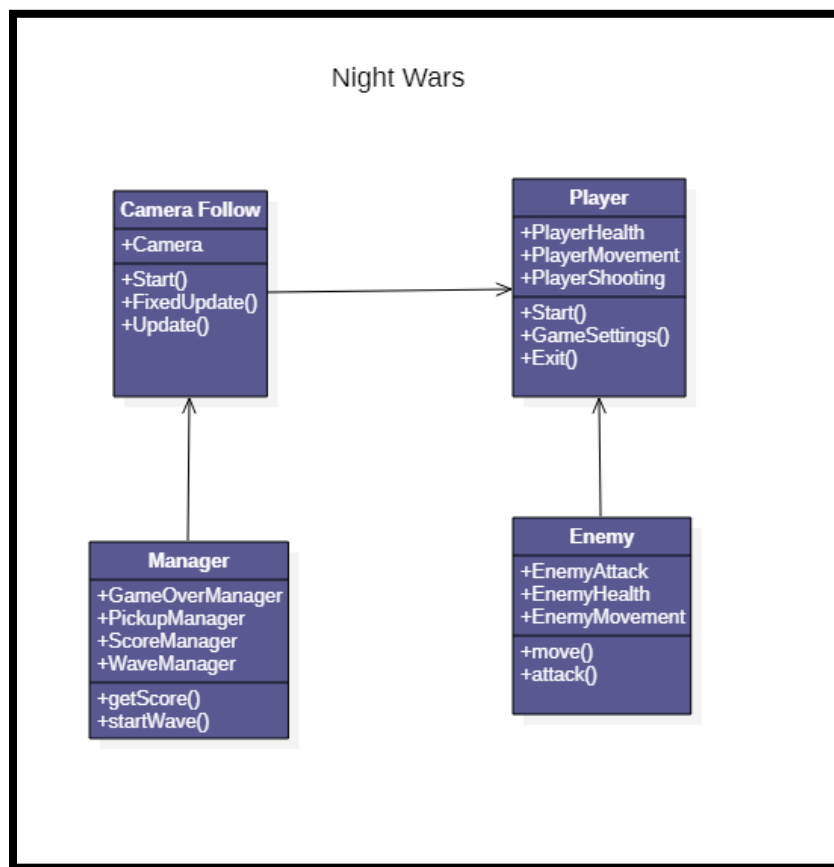 Night Wars
Camera Follow
+Camera
+Start()
+FixedUpdate()
+Update()
Player
+PlayerHealth
+PlayerMovement
+PlayerShooting
+Start()
+GameSettings()
+Exit()
Manager
+GameOverManager
+PickupManager
+ScoreManager
+WaveManager
+getScore()
+startWave()
Enemy
+EnemyAttack
+EnemyHealth
+EnemyMovement
+move()
+attack()